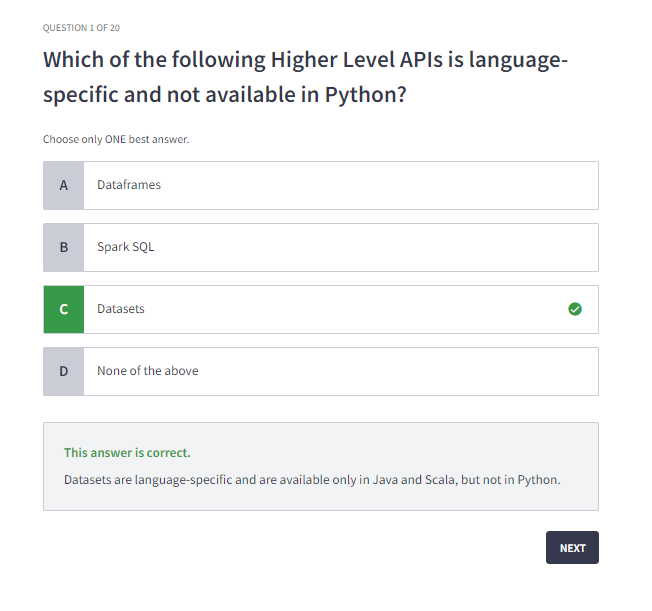 QUESTION 1 OF 20
Which of the following Higher Level APIs is language-
specific and not available in Python?
Choose only ONE best answer.
A Dataframes
B Spark SQL
C Datasets
D None of the above
This answer is correct.
Datasets are language-specific and are available only in Java and Scala, but not in Python.
NEXT